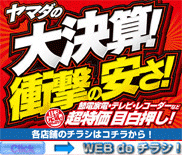 ヤマダの
大決算!
衝撃の安さ!
節電家電・テレビ・レコーダーなど
超特価 目白押し!
各店舗のチラシはコチラから!
WEB de チラシ!